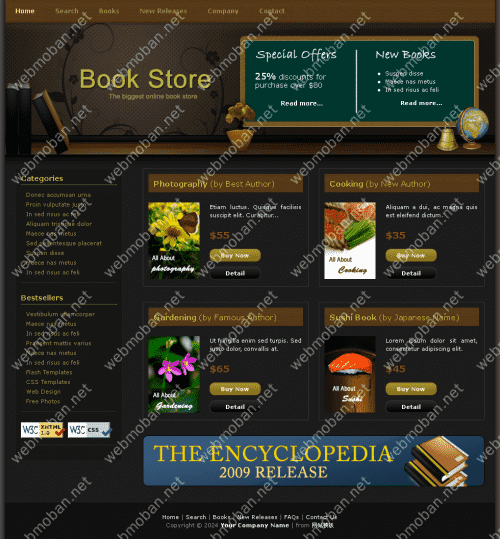 Home Search Books New Releases Company Contact
Book Store
The biggest online book store
Special Offers
25% discounts for
purchase over $80
Read more...
New Books
Suspend disse
Maece nas metus
In sed risus ac feli
Read more...
Categories
Donec accumsan urna
Proin vulputate justo
In sed risus ac feli
Aliquam tristique dolor
Maece nas metus
Sed pellentesque placerat
Suspen disse
Maece nas metus
In sed risus ac feli
Bestsellers
Vestibulum ullamcorper
Maece nas metus
In sed risus ac feli
Praesent mattis varius
Maece nas metus
In sed risus ac feli
Flash Templates
CSS Templates
Web Design
Free Photos
W3C XHTML 1.0
W3C CSS
Photography (by Best Author)
All About
photography
Etiam luctus. Quisque facilisis
suscipit elit. Curabitur...
$55
Buy Now
Detail
Cooking (by New Author)
All About
Cooking
Aliquam a dui, ac magna quis
est eleifend dictum.
$35
Buy Now
Detail
Gardening (by Famous Author)
All About
Gardening
Ut fringilla enim sed turpis. Sed
justo dolor, convallis at.
$65
Buy Now
Detail
Sushi Book (by Japanese Name)
All About
Sushi
Lorem ipsum dolor sit amet,
consectetur adipiscing elit.
$45
Buy Now
Detail
THE ENCYCLOPEDIA
2009 RELEASE
Home | Search | Books | New Releases | FAQs | Contact Us
Copyright © 2024 Your Company Name | from 网站模板
webmoban.net